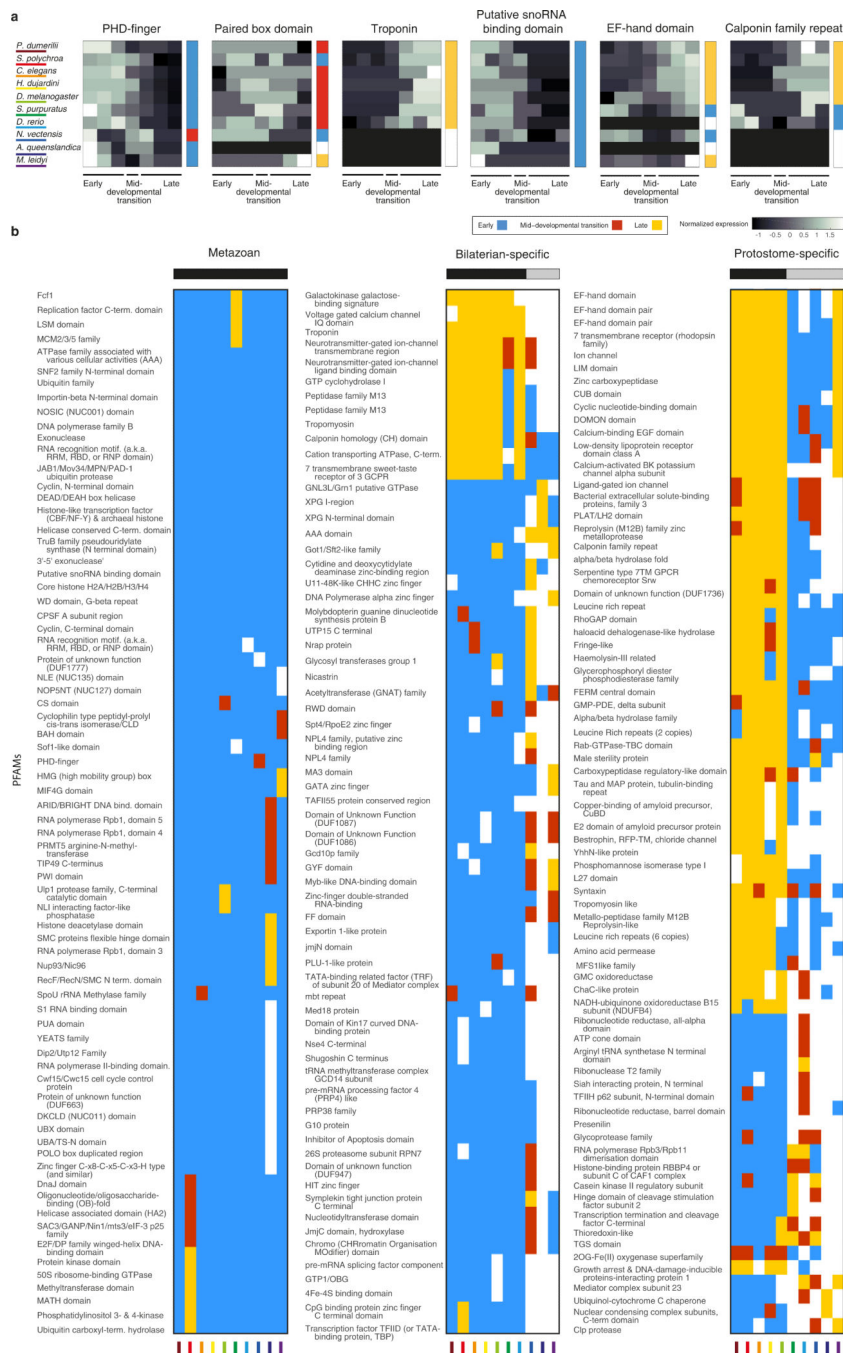 a
PHD-finger
Paired box domain
Troponin
Putative snoRNA
binding domain
EF-hand domain
Calponin family repeat
P. dumerilii
S. polychroa
C. elegans
H. dujardini
D. melanogaster
S. purpuratus
D. rerio
N. vectensis
A. queenslandica
M. leidyi
Early Mid- Late
developmental
transition
Early Mid- Late
developmental
transition
Early Mid- Late
developmental
transition
Early Mid- Late
developmental
transition
Early Mid- Late
developmental
transition
Early Mid- Late
developmental
transition
Early Mid-developmental transition Late
Normalized expression
-1 -0.5 0 0.5 1 1.5
b
Metazoan
Bilaterian-specific
Protostome-specific
PFAMs
Fcf1
Replication factor C-term. domain
LSM domain
MCM2/3/5 family
ATPase family associated with
various cellular activities (AAA)
SNF2 family N-terminal domain
Ubiquitin family
Importin-beta N-terminal domain
NOSIC (NUC001) domain
DNA polymerase family B
Exonuclease
RNA recognition motif. (a.k.a.
RRM, RBD, or RNP domain)
JAB1/Mov34/MPN/PAD-1
ubiquitin protease
Cyclin, N-terminal domain
DEAD/DEAH box helicase
Histone-like transcription factor
(CBF/NF-Y) & archaeal histone
Helicase conserved C-term. domain
TruB family pseudouridylate
synthase (N terminal domain)
3'-5' exonuclease'
Putative snoRNA binding domain
Core histone H2A/H2B/H3/H4
WD domain, G-beta repeat
CPSF A subunit region
Cyclin, C-terminal domain
RNA recognition motif. (a.k.a.
RRM, RBD, or RNP domain)
Protein of unknown function
(DUF1777)
NLE (NUC135) domain
NOP5NT (NUC127) domain
CS domain
Cyclophilin type peptidyl-prolyl
cis-trans isomerase/CLD
BAH domain
Sof1-like domain
PHD-finger
HMG (high mobility group) box
MIF4G domain
ARID/BRIGHT DNA bind. domain
RNA polymerase Rpb1, domain 5
RNA polymerase Rpb1, domain 4
PRMT5 arginine-N-methyl-
transferase
TIP49 C-terminus
PWI domain
Ulp1 protease family, C-terminal
catalytic domain
NLI interacting factor-like
phosphatase
Histone deacetylase domain
SMC proteins flexible hinge domain
RNA polymerase Rpb1, domain 3
Nup93/Nic96
RecF/RecN/SMC N term. domain
SpoU rRNA Methylase family
S1 RNA binding domain
PUA domain
YEATS family
Dip2/Utp12 Family
RNA polymerase II-binding domain.
Cwf15/Cwc15 cell cycle control
protein
Protein of unknown function
(DUF663)
DKCLD (NUC011) domain
UBX domain
UBA/TS-N domain
POLO box duplicated region
Zinc finger C-x8-C-x5-C-x3-H type
(and similar)
DnaJ domain
Oligonucleotide/oligosaccharide-
binding (OB)-fold
Helicase associated domain (HA2)
SAC3/GANP/Nin1/mts3/eIF-3 p25
family
E2F/DP family winged-helix DNA-
binding domain
Protein kinase domain
50S ribosome-binding GTPase
Methyltransferase domain
MATH domain
Phosphatidylinositol 3- & 4-kinase
Ubiquitin carboxyl-term. hydrolase
Galactokinase galactose-
binding signature
Voltage gated calcium channel
IQ domain
Troponin
Neurotransmitter-gated ion-channel
transmembrane region
Neurotransmitter-gated ion-channel
ligand binding domain
GTP cyclohydrolase I
Peptidase family M13
Peptidase family M13
Tropomyosin
Calponin homology (CH) domain
Cation transporting ATPase, C-term.
7 transmembrane sweet-taste
receptor of 3 GCPR
GNL3L/Grn1 putative GTPase
XPG I-region
XPG N-terminal domain
AAA domain
Got1/Sft2-like family
Cytidine and deoxycytidylate
deaminase zinc-binding region
U11-48K-like CHHC zinc finger
DNA Polymerase alpha zinc finger
Molybdopterin guanine dinucleotide
synthesis protein B
UTP15 C terminal
Nrap protein
Glycosyl transferases group 1
Nicastrin
Acetyltransferase (GNAT) family
RWD domain
Spt4/RpoE2 zinc finger
NPL4 family, putative zinc
binding region
NPL4 family
MA3 domain
GATA zinc finger
TAFII55 protein conserved region
Domain of Unknown Function
(DUF1087)
Domain of Unknown Function
(DUF1086)
Gcd10p family
GYF domain
Myb-like DNA-binding domain
Zinc-finger double-stranded
RNA-binding
FF domain
Exportin 1-like protein
jmjN domain
PLU-1-like protein
TATA-binding related factor (TRF)
of subunit 20 of Mediator complex
mbt repeat
Med18 protein
Domain of Kin17 curved DNA-
binding protein
Nse4 C-terminal
Shugoshin C terminus
tRNA methyltransferase complex
GCD14 subunit
pre-mRNA processing factor 4
(PRP4) like
PRP38 family
G10 protein
Inhibitor of Apoptosis domain
26S proteasome subunit RPN7
Domain of unknown function
(DUF947)
HIT zinc finger
Symplekin tight junction protein
C terminal
Nucleotidyltransferase domain
JmjC domain, hydroxylase
Chromo (CHRromatin Organisation
MOdifier) domain
pre-mRNA splicing factor component
GTP1/OBG
4Fe-4S binding domain
CpG binding protein zinc finger
C terminal domain
Transcription factor TFIID (or TATA-
binding protein, TBP)
EF-hand domain
EF-hand domain pair
EF-hand domain pair
7 transmembrane receptor (rhodopsin
family)
Ion channel
LIM domain
Zinc carboxypeptidase
CUB domain
Cyclic nucleotide-binding domain
DOMON domain
Calcium-binding EGF domain
Low-density lipoprotein receptor
domain class A
Calcium-activated BK potassium
channel alpha subunit
Ligand-gated ion channel
Bacterial extracellular solute-binding
proteins, family 3
PLAT/LH2 domain
Reprolysin (M12B) family zinc
metalloprotease
Calponin family repeat
alpha/beta hydrolase fold
Serpentine type 7TM GPCR
chemoreceptor Srw
Domain of unknown function (DUF1736)
Leucine rich repeat
RhoGAP domain
haloacid dehalogenase-like hydrolase
Fringe-like
Haemolysin-III related
Glycerophosphoryl diester
phosphodiesterase family
FERM central domain
GMP-PDE, delta subunit
Alpha/beta hydrolase family
Leucine Rich repeats (2 copies)
Rab-GTPase-TBC domain
Male sterility protein
Carboxypeptidase regulatory-like domain
Tau and MAP protein, tubulin-binding
repeat
Copper-binding of amyloid precursor,
CuBD
E2 domain of amyloid precursor protein
Bestrophin, RFP-TM, chloride channel
YhhN-like protein
Phosphomannose isomerase type I
L27 domain
Syntaxin
Tropomyosin like
Metallo-peptidase family M12B
Reprolysin-like
Leucine rich repeats (6 copies)
Amino acid permease
MFS1like family
GMC oxidoreductase
ChaC-like protein
NADH-ubiquinone oxidoreductase B15
subunit (NDUFB4)
Ribonucleotide reductase, all-alpha
domain
ATP cone domain
Arginyl tRNA synthetase N terminal
domain
Ribonuclease T2 family
Siah interacting protein, N terminal
TFIIH p62 subunit, N-terminal domain
Ribonucleotide reductase, barrel domain
Presenilin
Glycoprotease family
RNA polymerase Rpb3/Rpb11
dimerisation domain
Histone-binding protein RBBP4 or
subunit C of CAF1 complex
Casein kinase II regulatory subunit
Hinge domain of cleavage stimulation
factor subunit 2
Transcription termination and cleavage
factor C-terminal
Thioredoxin-like
TGS domain
2OG-Fe(II) oxygenase superfamily
Growth arrest & DNA-damage-inducible
proteins-interacting protein 1
Mediator complex subunit 23
Ubiquinol-cytochrome C chaperone
Nuclear condensing complex subunits,
C-term domain
Clp protease